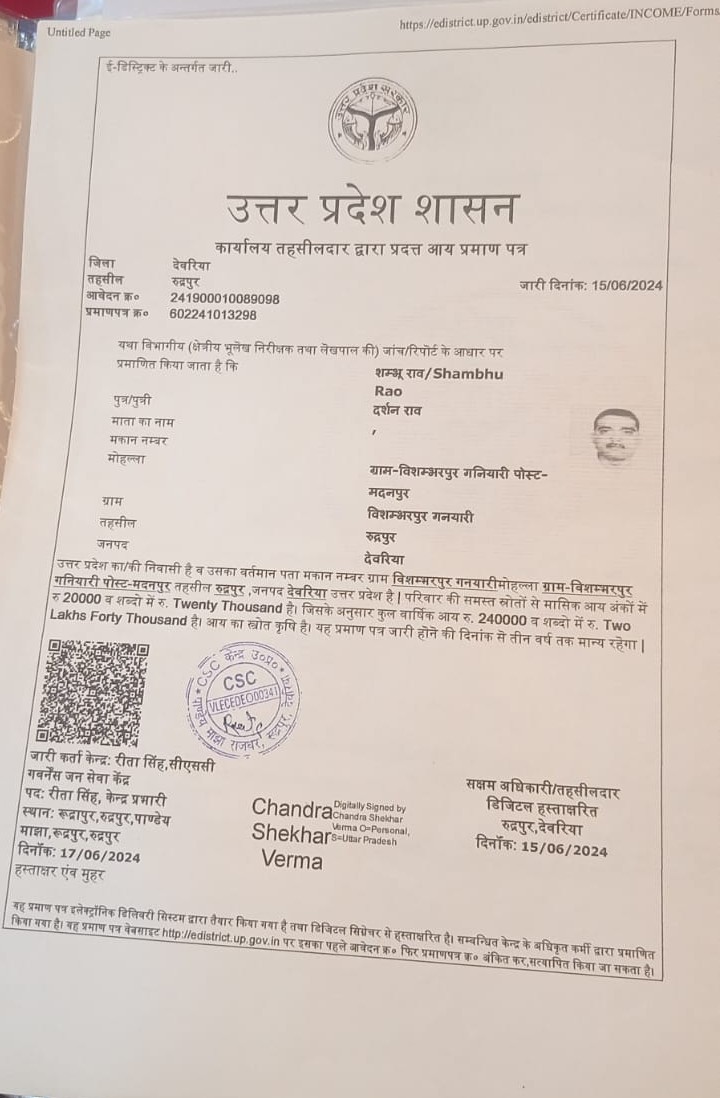 Untitled Page
https://edistrict.up.gov.in/edistrict/Certificate/INCOME/Forms
ई-डिस्ट्रिक्ट के अन्तर्गत जारी..
उत्तर प्रदेश सरकार
उत्तर प्रदेश शासन
कार्यालय तहसीलदार द्वारा प्रदत्त आय प्रमाण पत्र
जिला देवरिया
तहसील रुद्रपुर
जारी दिनांक: 15/06/2024
आवेदन क्र० 241900010089098
प्रमाणपत्र क्र० 602241013298
यथा विभागीय (क्षेत्रीय भूलेख निरीक्षक तथा लेखपाल की) जांच/रिपोर्ट के आधार पर
प्रमाणित किया जाता है कि शम्भू राव/Shambhu
Rao
पुत्र/पुत्री दर्शन राव
माता का नाम ,
मकान नम्बर
मोहल्ला ग्राम-विशम्भरपुर गनियारी पोस्ट-
मदनपुर
ग्राम विशम्भरपुर गनयारी
तहसील रुद्रपुर
जनपद देवरिया
उत्तर प्रदेश का/की निवासी है व उसका वर्तमान पता मकान नम्बर ग्राम विशम्भरपुर गनयारीमोहल्ला ग्राम-विशम्भरपुर
गनियारी पोस्ट-मदनपुर तहसील रुद्रपुर ,जनपद देवरिया उत्तर प्रदेश है | परिवार की समस्त स्रोतों से मासिक आय अंकों में
रु 20000 व शब्दो में रु. Twenty Thousand है। जिसके अनुसार कुल वार्षिक आय रु. 240000 व शब्दो में रु. Two
Lakhs Forty Thousand है। आय का स्त्रोत कृषि है। यह प्रमाण पत्र जारी होने की दिनांक से तीन वर्ष तक मान्य रहेगा |
CSC केन्द्र उ०प्र०
CSC
VLECEDEO00341
जारी कर्ता केन्द्र: रीता सिंह,सीएससी
गवर्नेंस जन सेवा केंद्र
पद: रीता सिंह, केन्द्र प्रभारी
स्थान: रूद्रापुर,रुद्रपुर,पाण्डेय
माझा,रूद्रपुर,रुद्रपुर
दिनाँक: 17/06/2024
हस्ताक्षर एंव मुहर
Chandra
Shekhar
Verma
Digitally Signed by
Chandra Shekhar
Verma O=Personal,
S=Uttar Pradesh
सक्षम अधिकारी/तहसीलदार
डिजिटल हस्ताक्षरित
रुद्रपुर,देवरिया
दिनाँक: 15/06/2024
यह प्रमाण पत्र इलेक्ट्रॉनिक डिलिवरी सिस्टम द्वारा तैयार किया गया है तथा डिजिटल सिग्नेचर से हस्ताक्षरित है। सम्बन्धित केन्द्र के अधिकृत कर्मी द्वारा प्रमाणित
किया गया है। यह प्रमाण पत्र वेबसाइट http://edistrict.up.gov.in पर इसका पहले आवेदन क्र० फिर प्रमाणपत्र क्र० अंकित कर,सत्यापित किया जा सकता है।